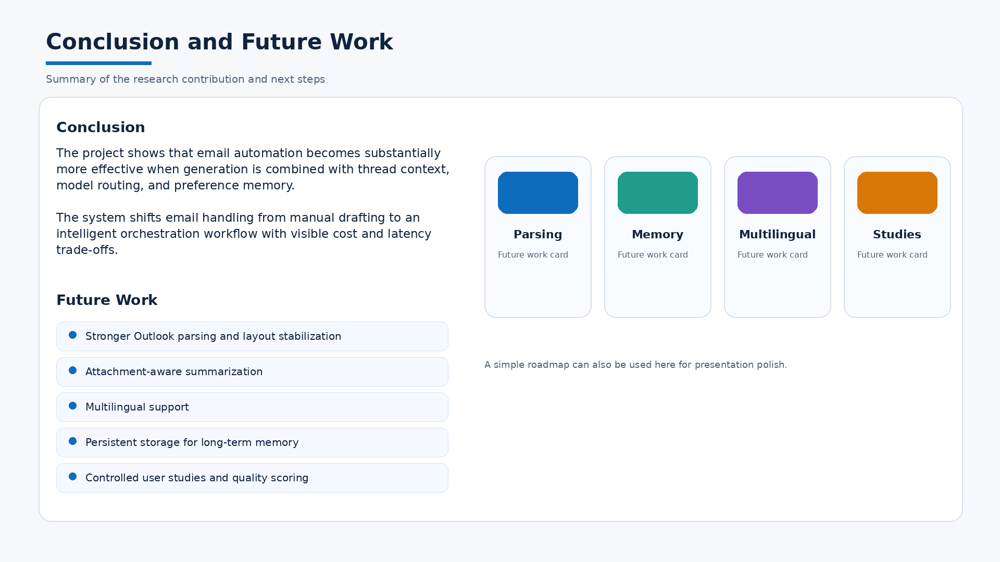 Conclusion and Future Work
Summary of the research contribution and next steps
Conclusion
The project shows that email automation becomes substantially
more effective when generation is combined with thread context,
model routing, and preference memory.
The system shifts email handling from manual drafting to an
intelligent orchestration workflow with visible cost and latency
trade-offs.
Future Work
Stronger Outlook parsing and layout stabilization
Attachment-aware summarization
Multilingual support
Persistent storage for long-term memory
Controlled user studies and quality scoring
Parsing
Future work card
Memory
Future work card
Multilingual
Future work card
Studies
Future work card
A simple roadmap can also be used here for presentation polish.